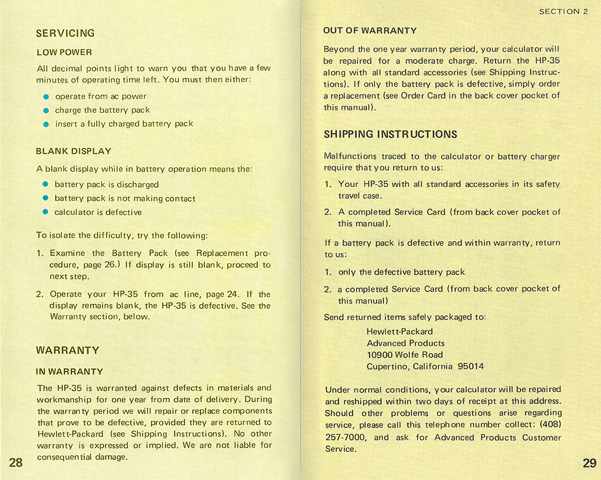 SERVICING
LOW POWER
All decimal points light to warn you that you have a few
minutes of operating time left. You must then either:
operate from ac power
charge the battery pack
insert a fully charged battery pack
BLANK DISPLAY
A blank display while in battery operation means the:
battery pack is discharged
battery pack is not making contact
calculator is defective
To isolate the difficulty, try the following:
1. Examine the Battery Pack (see Replacement pro-
cedure, page 26.) If display is still blank, proceed to
next step.
2. Operate your HP-35 from ac line, page 24. If the
display remains blank, the HP-35 is defective. See the
Warranty section, below.
WARRANTY
IN WARRANTY
The HP-35 is warranted against defects in materials and
workmanship for one year from date of delivery. During
the warranty period we will repair or replace components
that prove to be defective, provided they are returned to
Hewlett-Packard (see Shipping Instructions). No other
warranty is expressed or implied. We are not liable for
consequential damage.
28
SECTION 2
OUT OF WARRANTY
Beyond the one year warranty period, your calculator will
be repaired for a moderate charge. Return the HP-35
along with all standard accessories (see Shipping Instruc-
tions). If only the battery pack is defective, simply order
a replacement (see Order Card in the back cover pocket of
this manual).
SHIPPING INSTRUCTIONS
Malfunctions traced to the calculator or battery charger
require that you return to us:
1. Your HP-35 with all standard accessories in its safety
travel case.
2. A completed Service Card (from back cover pocket of
this manual).
If a battery pack is defective and within warranty, return
to us:
1. only the defective battery pack
2. a completed Service Card (from back cover pocket of
this manual)
Send returned items safely packaged to:
Hewlett-Packard
Advanced Products
10900 Wolfe Road
Cupertino, California 95014
Under normal conditions, your calculator will be repaired
and reshipped within two days of receipt at this address.
Should other problems or questions arise regarding
service, please call this telephone number collect: (408)
257-7000, and ask for Advanced Products Customer
Service.
29